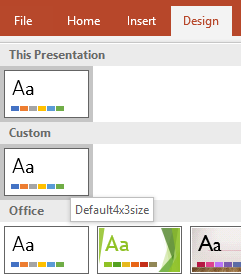 File Home Insert Design
This Presentation
Aa
Custom
Aa
Default4x3size
Office
Aa Aa Aa